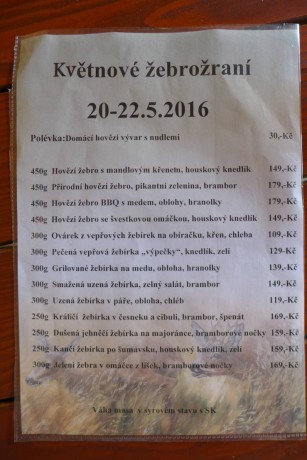 Květnové žebrožraní
20-22.5.2016
Polévka:Domácí hovězí vývar s nudlemi 30,-Kč
450g Hovězí žebro s mandlovým křenetu, houskový knedlík 149,-Kč
450g Přírodní hovězí žebro, pikantní zelenina, brambor 179,-Kč
450g Hovězí žebro BBQ s medem, oblohy, hranolky 179,-Kč
450g Hovězí žebro se švestkovou omáčkou, houskový knedlík 149,-Kč
300g Ovárek z vepřových žebírek na obíračku, křen, chleba 109,-Kč
300g Pečená vepřová žebírka „výpečky“, knedlík, zelí 129-Kč
300g Grilované žebírka na medu, obloha, hranolky 139,-Kč
300g Smažená uzená žebírka, zelný salát, brambor 149,-Kč
300g Uzená žebírka v páře, obloha, chléb 119,-Kč
250g Králičí žebírka v česneku a cibuli, brambor, špenát 169,-Kč
250g Dušená jehněčí žebírka na majoránce, bramborové nočky 159,-Kč
250g Kančí žebírka po šumavsku, houskový knedlík, zelí 159,-Kč
300g Jelení žebra v omáčce z lišek, bramborové nočky 169,-Kč
Váha masa v syrovém stavu s SK